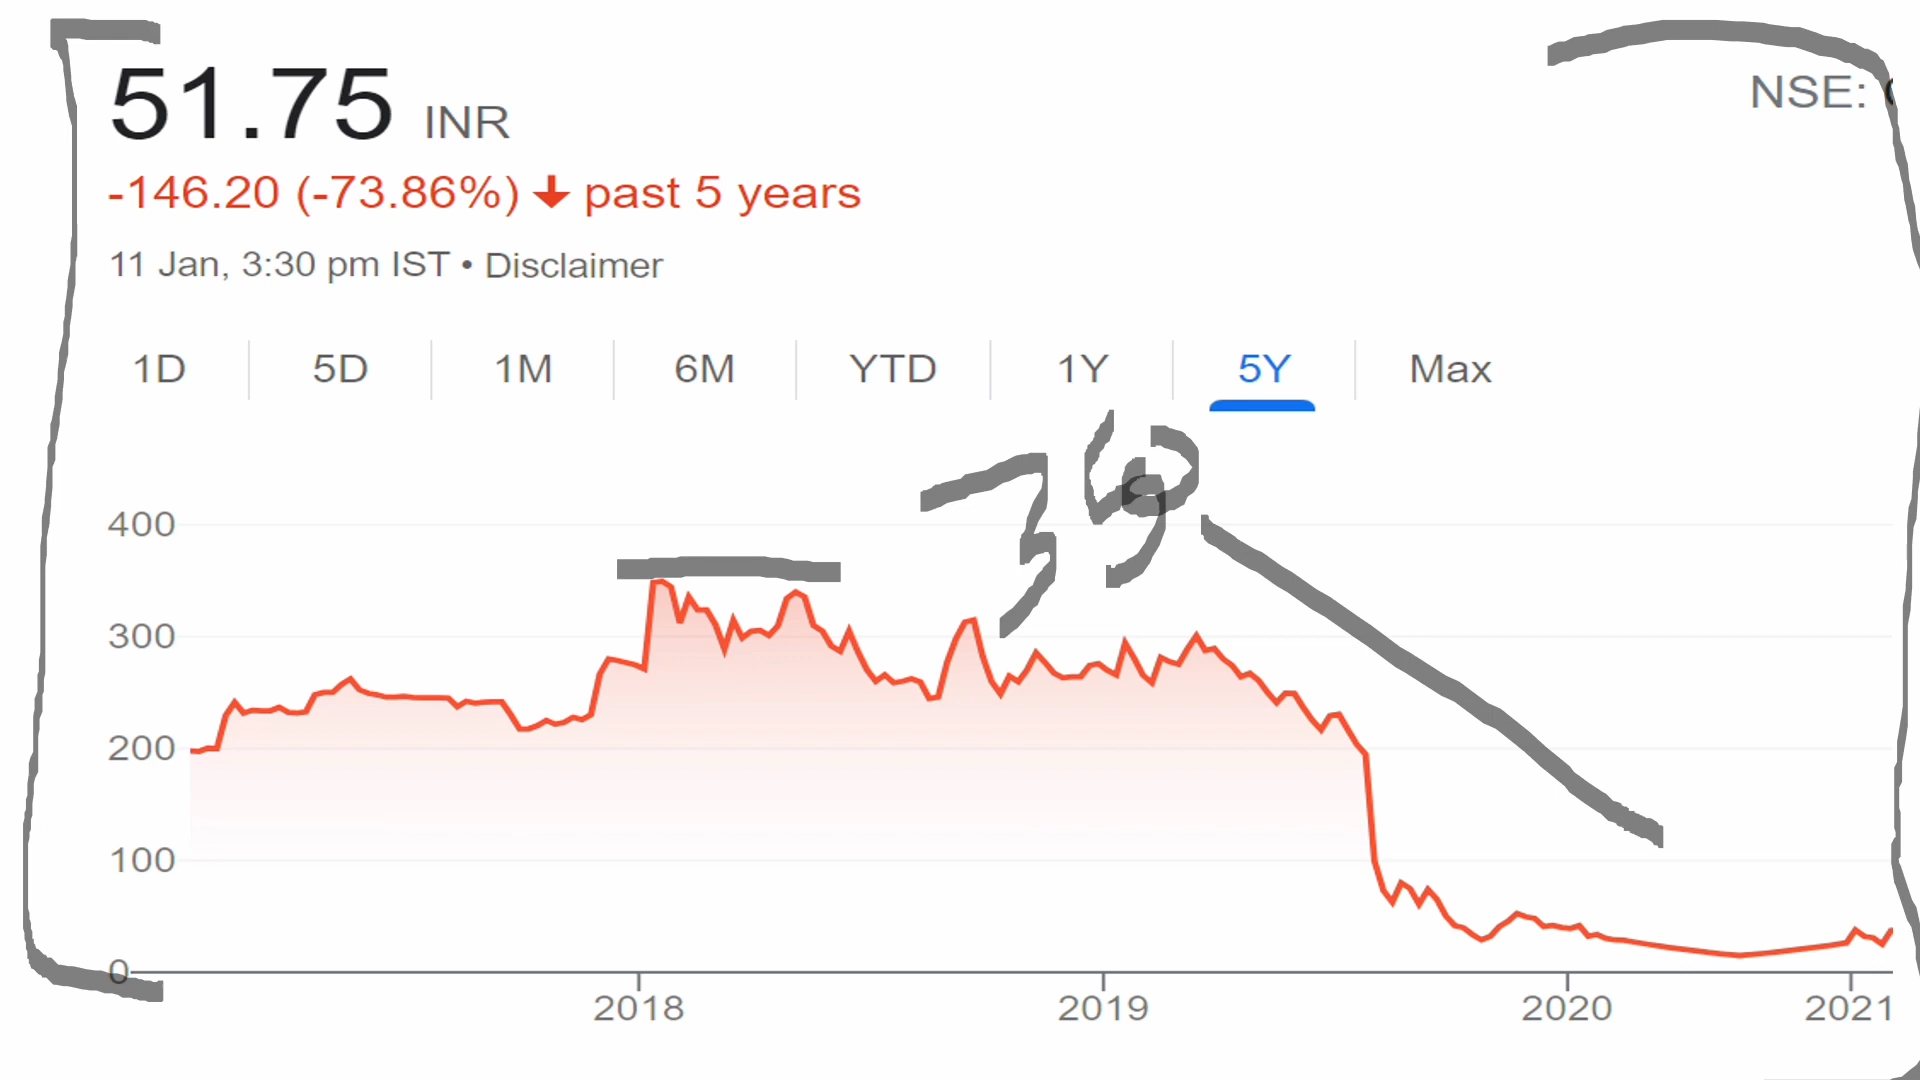 51.75 INR
NSE:
-146.20 (-73.86%) past 5 years
11 Jan, 3:30 pm IST • Disclaimer
1D 5D 1M 6M YTD 1Y 5Y Max
400
300
200
100
0
2018 2019 2020 2021